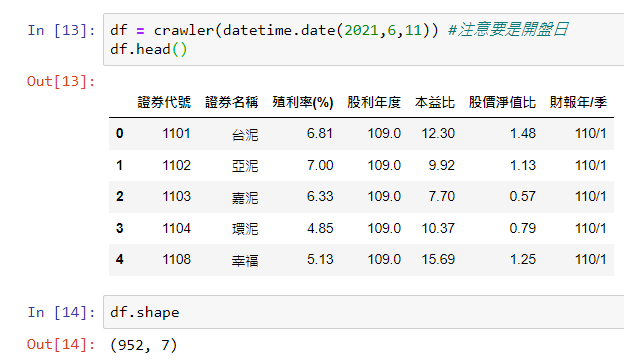 In [13]: df = crawler(datetime.date(2021,6,11)) #注意要是開盤日
df.head()
Out[13]:
證券代號 證券名稱 殖利率(%) 股利年度 本益比 股價淨值比 財報年/季
0 1101 台泥 6.81 109.0 12.30 1.48 110/1
1 1102 亞泥 7.00 109.0 9.92 1.13 110/1
2 1103 嘉泥 6.33 109.0 7.70 0.57 110/1
3 1104 環泥 4.85 109.0 10.37 0.79 110/1
4 1108 幸福 5.13 109.0 15.69 1.25 110/1
In [14]: df.shape
Out[14]: (952, 7)